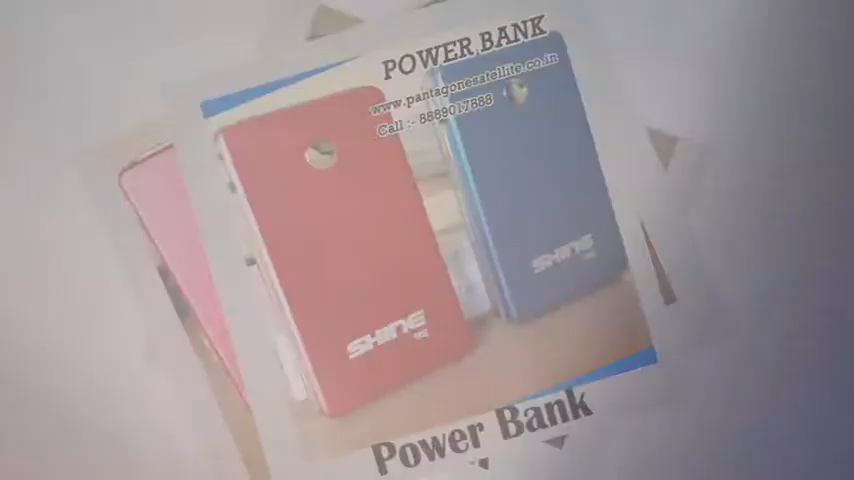 POWER BANK
www.pantagonesatellite.co.in
Call :- 8889017888
SHINE
SHINE
Power Bank